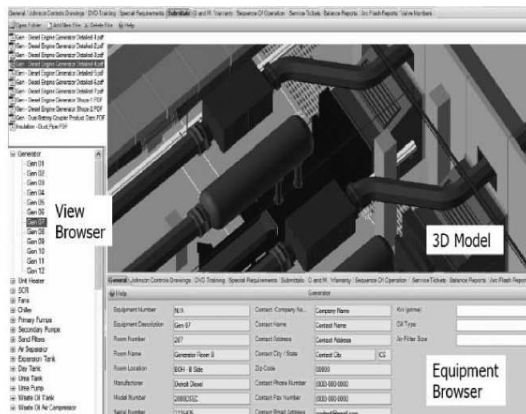 General | Johnson Controls Drawings | DVD Training | Special Requirements | Submittals | O and M | Warranty | Sequence Of Operation | Service Tickets | Balance Reports | Arc Flash Reports | Valve Numbers
Open Folder Add New File Delete File Help
Gen - Diesel Engine Generator Detailed-1.pdf
Gen - Diesel Engine Generator Detailed-2.pdf
Gen - Diesel Engine Generator Detailed-3.pdf
Gen - Diesel Engine Generator Detailed-4.pdf
Gen - Diesel Engine Generator Detailed-5.pdf
Gen - Diesel Engine Generator Detailed-6.pdf
Gen - Diesel Engine Generator Detailed-7.pdf
Gen - Diesel Engine Generator Shops-1.PDF
Gen - Diesel Engine Generator Shops-2.PDF
Gen - Dual Battery Coupler Product Data.PDF
Insulation - Duct,Pipe.PDF
Generator
Gen 01
Gen 02
Gen 03
Gen 04
Gen 05
Gen 06
Gen 07
Gen 08
Gen 09
Gen 10
Gen 11
Gen 12
Unit Heater
SCR
Fans
Chiller
Primary Pumps
Secondary Pumps
Sand Filters
Air Separator
Expansion Tank
Day Tank
Urea Tank
Urea Pump
Waste Oil Tank
Waste Oil Air Compressor
View
Browser
3D Model
General | Johnson Controls Drawings | DVD Training | Special Requirements | Submittals | O and M | Warranty | Sequence Of Operation | Service Tickets | Balance Reports | Arc Flash Report
Help Generator
Equipment Number N/A Contact Company Na... Company Name Kw (prime)
Equipment Description Gen 07 Contact Name Contact Name Oil Type
Room Number 207 Contact Address Contact Address Air Filter Size
Room Name Generator Room B Contact City / State Contact City
Room Location Zip Code 00000
Manufacturer Detroit Diesel Contact Phone Number 000-000-0000
Model Number Contact Fax Number 000-000-0000
Serial Number Contact Email Address
Equipment
Browser